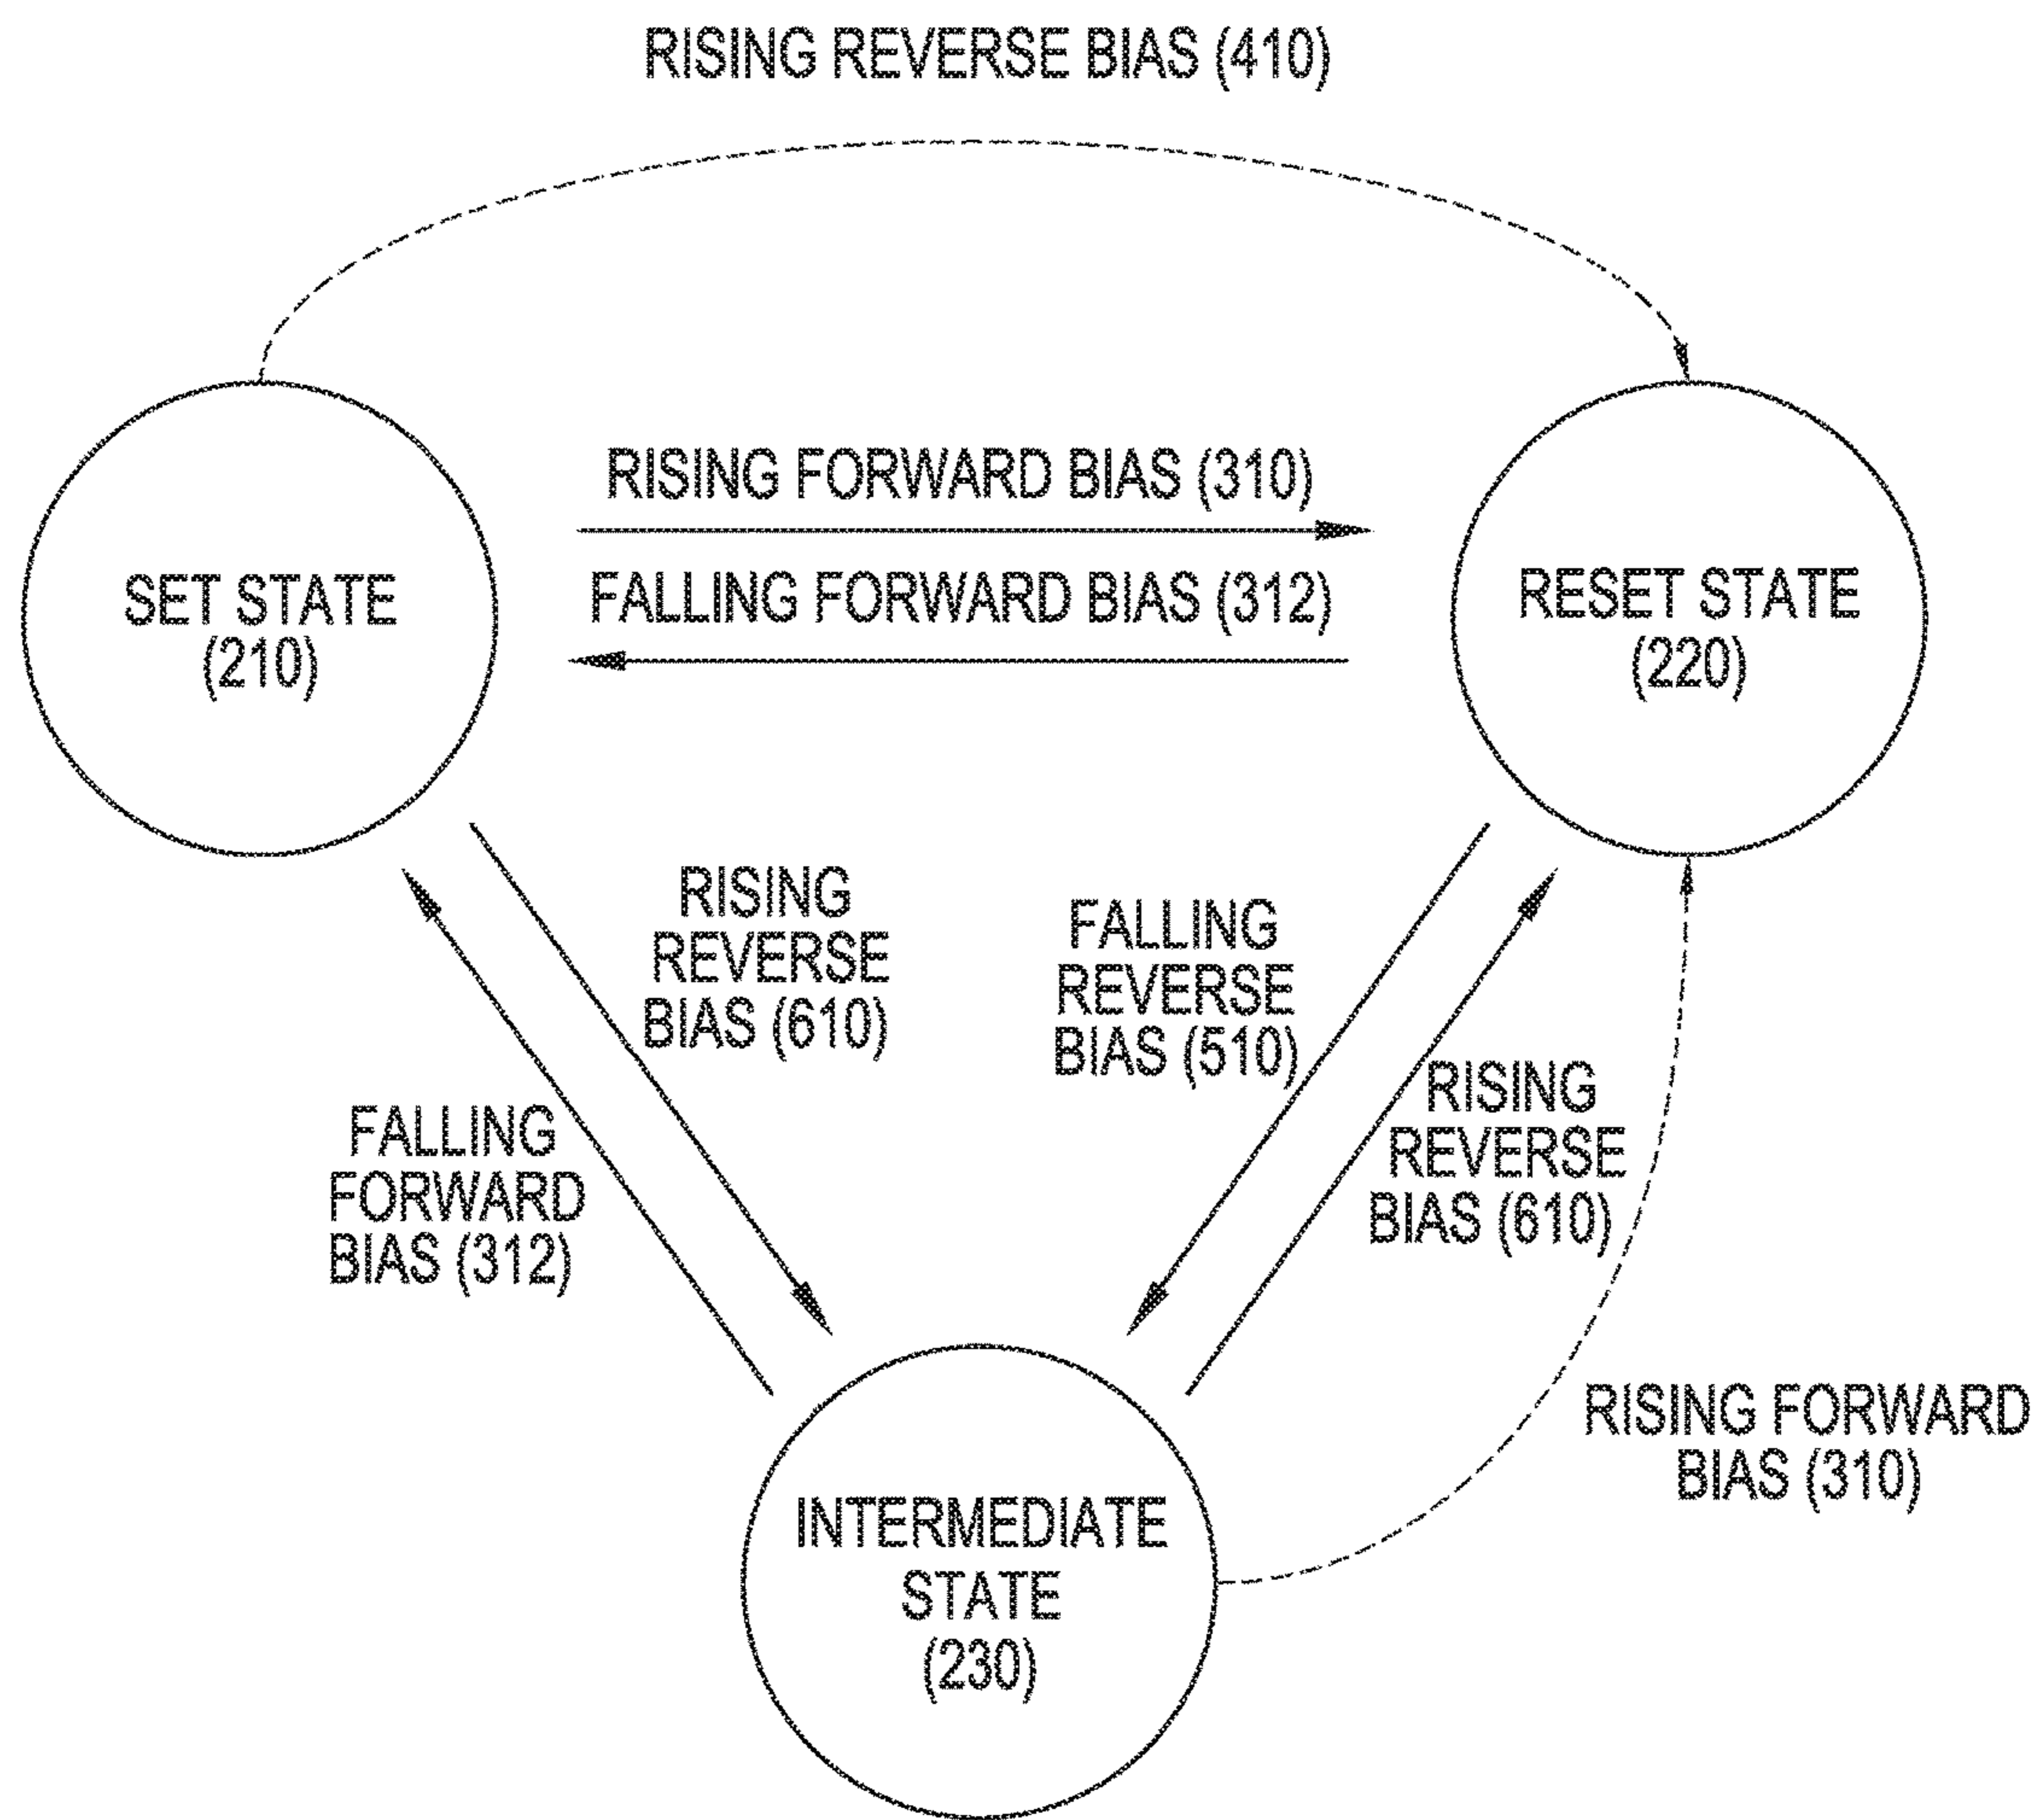 RISING REVERSE BIAS (410)
RISING FORWARD BIAS (310)
FALLING FORWARD BIAS (312)
SET STATE
(210)
RESET STATE
(220)
RISING
REVERSE
BIAS (610)
FALLING
REVERSE
BIAS (510)
FALLING
FORWARD
BIAS (312)
RISING
REVERSE
BIAS (610)
RISING FORWARD
BIAS (310)
INTERMEDIATE
STATE
(230)